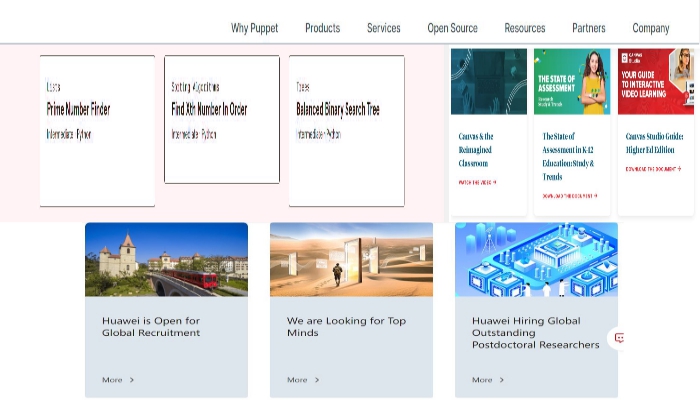 Why Puppet Products Services Open Source Resources Partners Company
Lists
Prime Number Finder
Intermediate · Python
Sorting Algorithms
Find Xth Number In Order
Intermediate · Python
Trees
Balanced Binary Search Tree
Intermediate · Python
Canvas & the
Reimagined
Classroom
WATCH THE VIDEO
THE STATE OF
ASSESSMENT
The State of
Assessment in K-12
Education: Study &
Trends
DOWNLOAD THE DOCUMENT
CANVAS
Studio
YOUR GUIDE
TO INTERACTIVE
VIDEO LEARNING
Canvas Studio Guide:
Higher Ed Edition
DOWNLOAD THE DOCUMENT
Huawei is Open for
Global Recruitment
More >
We are Looking for Top
Minds
More >
Huawei Hiring Global
Outstanding
Postdoctoral Researchers
More >